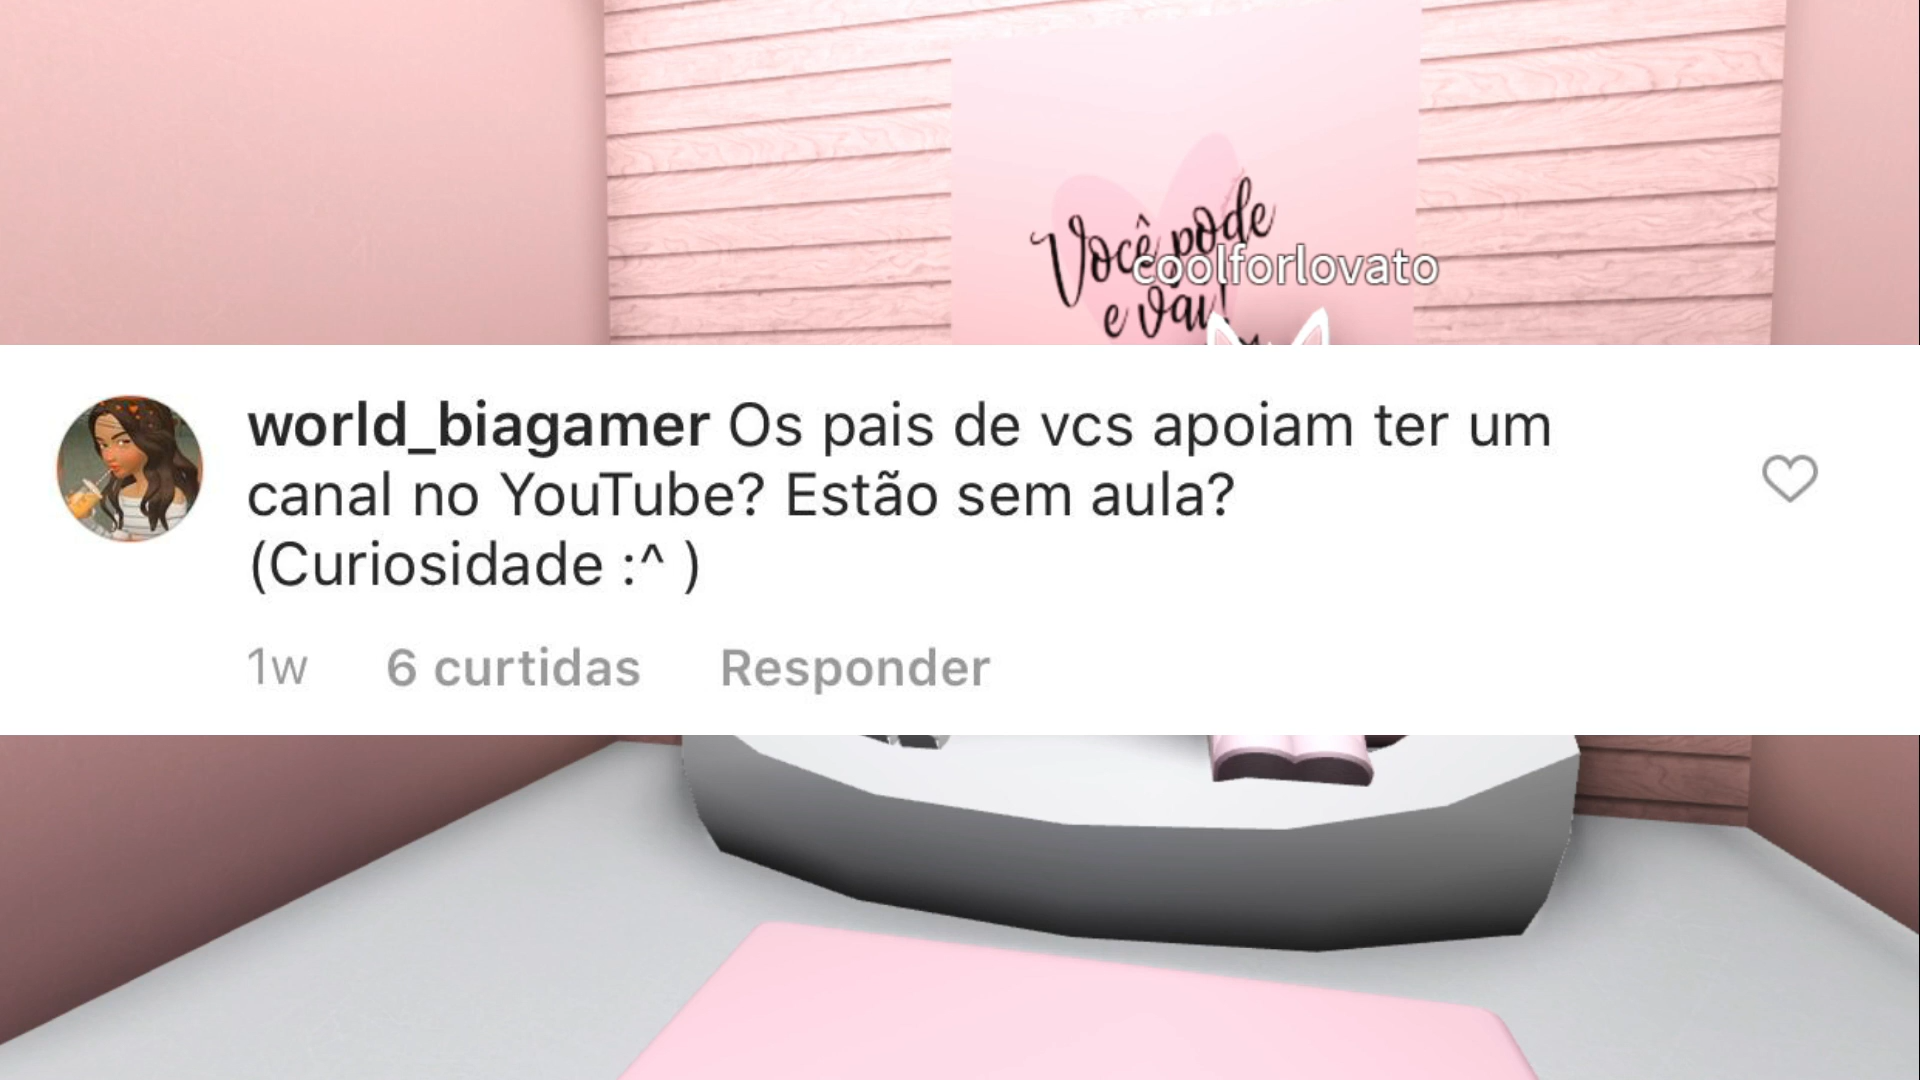 Você pode
coolforlovato
e vai!
world_biagamer Os pais de vcs apoiam ter um
canal no YouTube? Estão sem aula?
(Curiosidade :^ )
1w 6 curtidas Responder